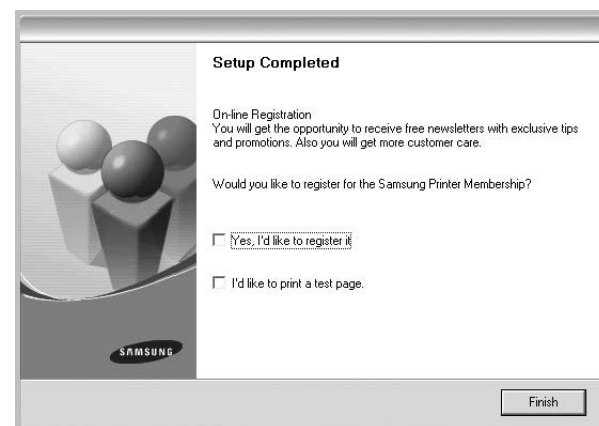 Setup Completed
On-line Registration
You will get the opportunity to receive free newsletters with exclusive tips
and promotions. Also you will get more customer care.
Would you like to register for the Samsung Printer Membership?
Yes, I'd like to register it
I'd like to print a test page.
SAMSUNG
Finish